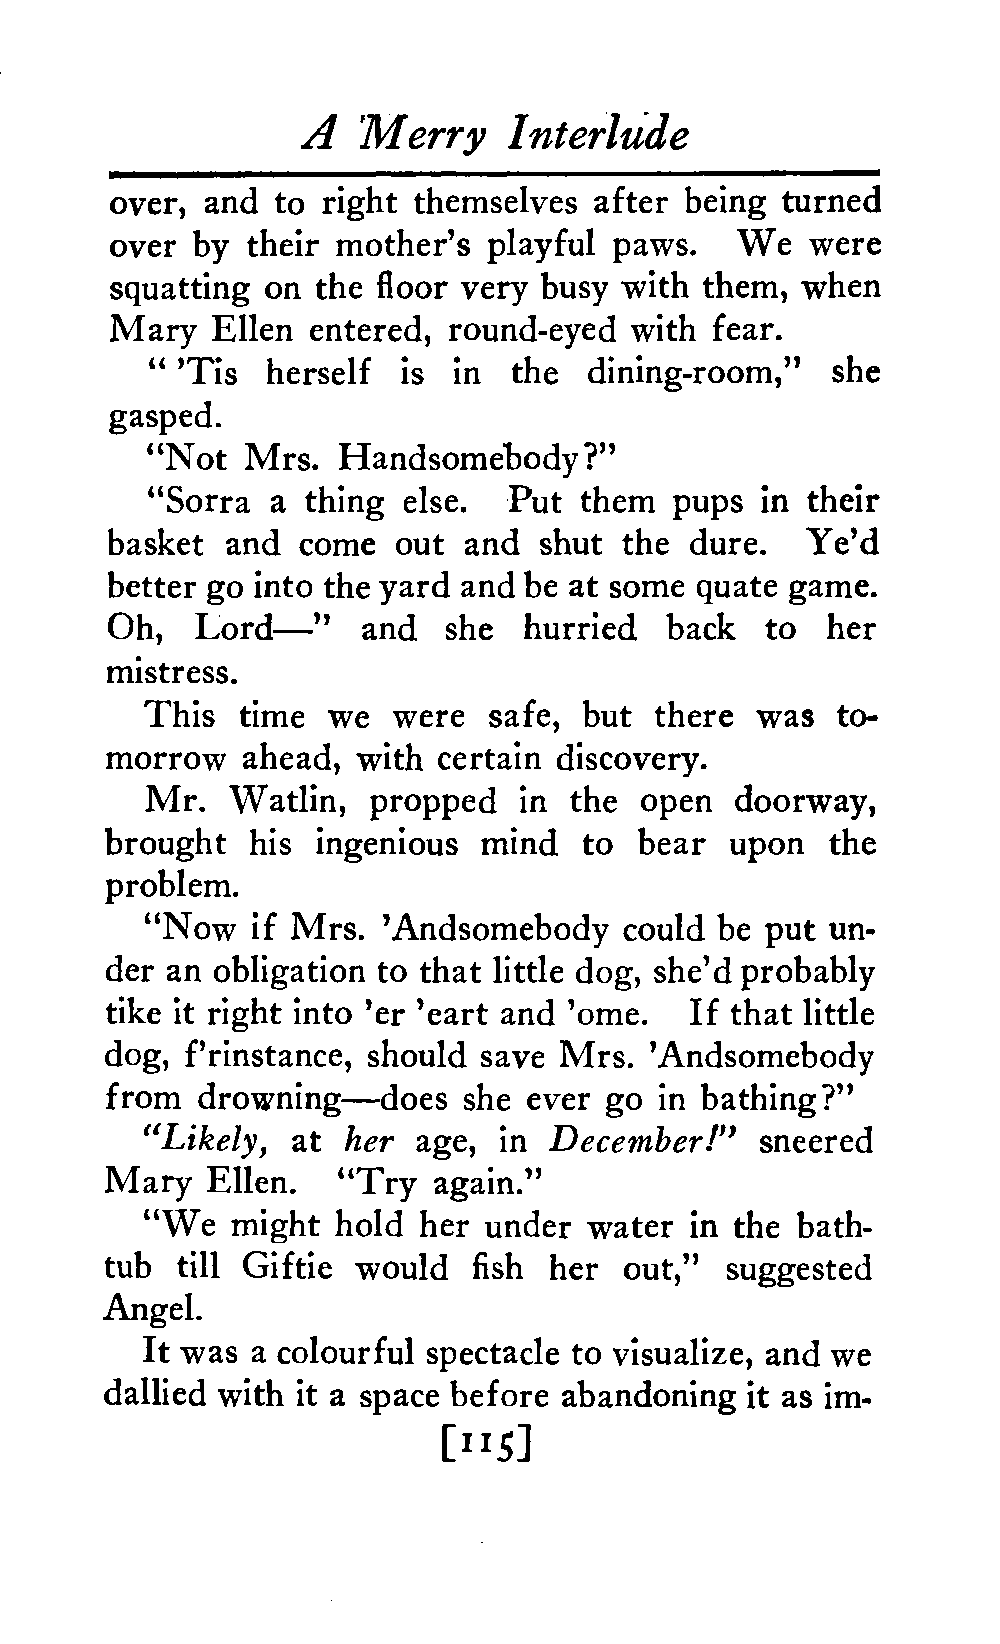 A Merry Interlude
over, and to right themselves after being turned
over by their mother's playful paws. We were
squatting on the floor very busy with them, when
Mary Ellen entered, round-eyed with fear.
" 'Tis herself is in the dining-room," she
gasped.
"Not Mrs. Handsomebody?"
"Sorra a thing else. Put them pups in their
basket and come out and shut the dure. Ye'd
better go into the yard and be at some quate game.
Oh, Lord—" and she hurried back to her
mistress.
This time we were safe, but there was to-
morrow ahead, with certain discovery.
Mr. Watlin, propped in the open doorway,
brought his ingenious mind to bear upon the
problem.
"Now if Mrs. 'Andsomebody could be put un-
der an obligation to that little dog, she'd probably
tike it right into 'er 'eart and 'ome. If that little
dog, f'rinstance, should save Mrs. 'Andsomebody
from drowning—does she ever go in bathing?"
"Likely, at her age, in December!" sneered
Mary Ellen. "Try again."
"We might hold her under water in the bath-
tub till Giftie would fish her out," suggested
Angel.
It was a colourful spectacle to visualize, and we
dallied with it a space before abandoning it as im-
[115]